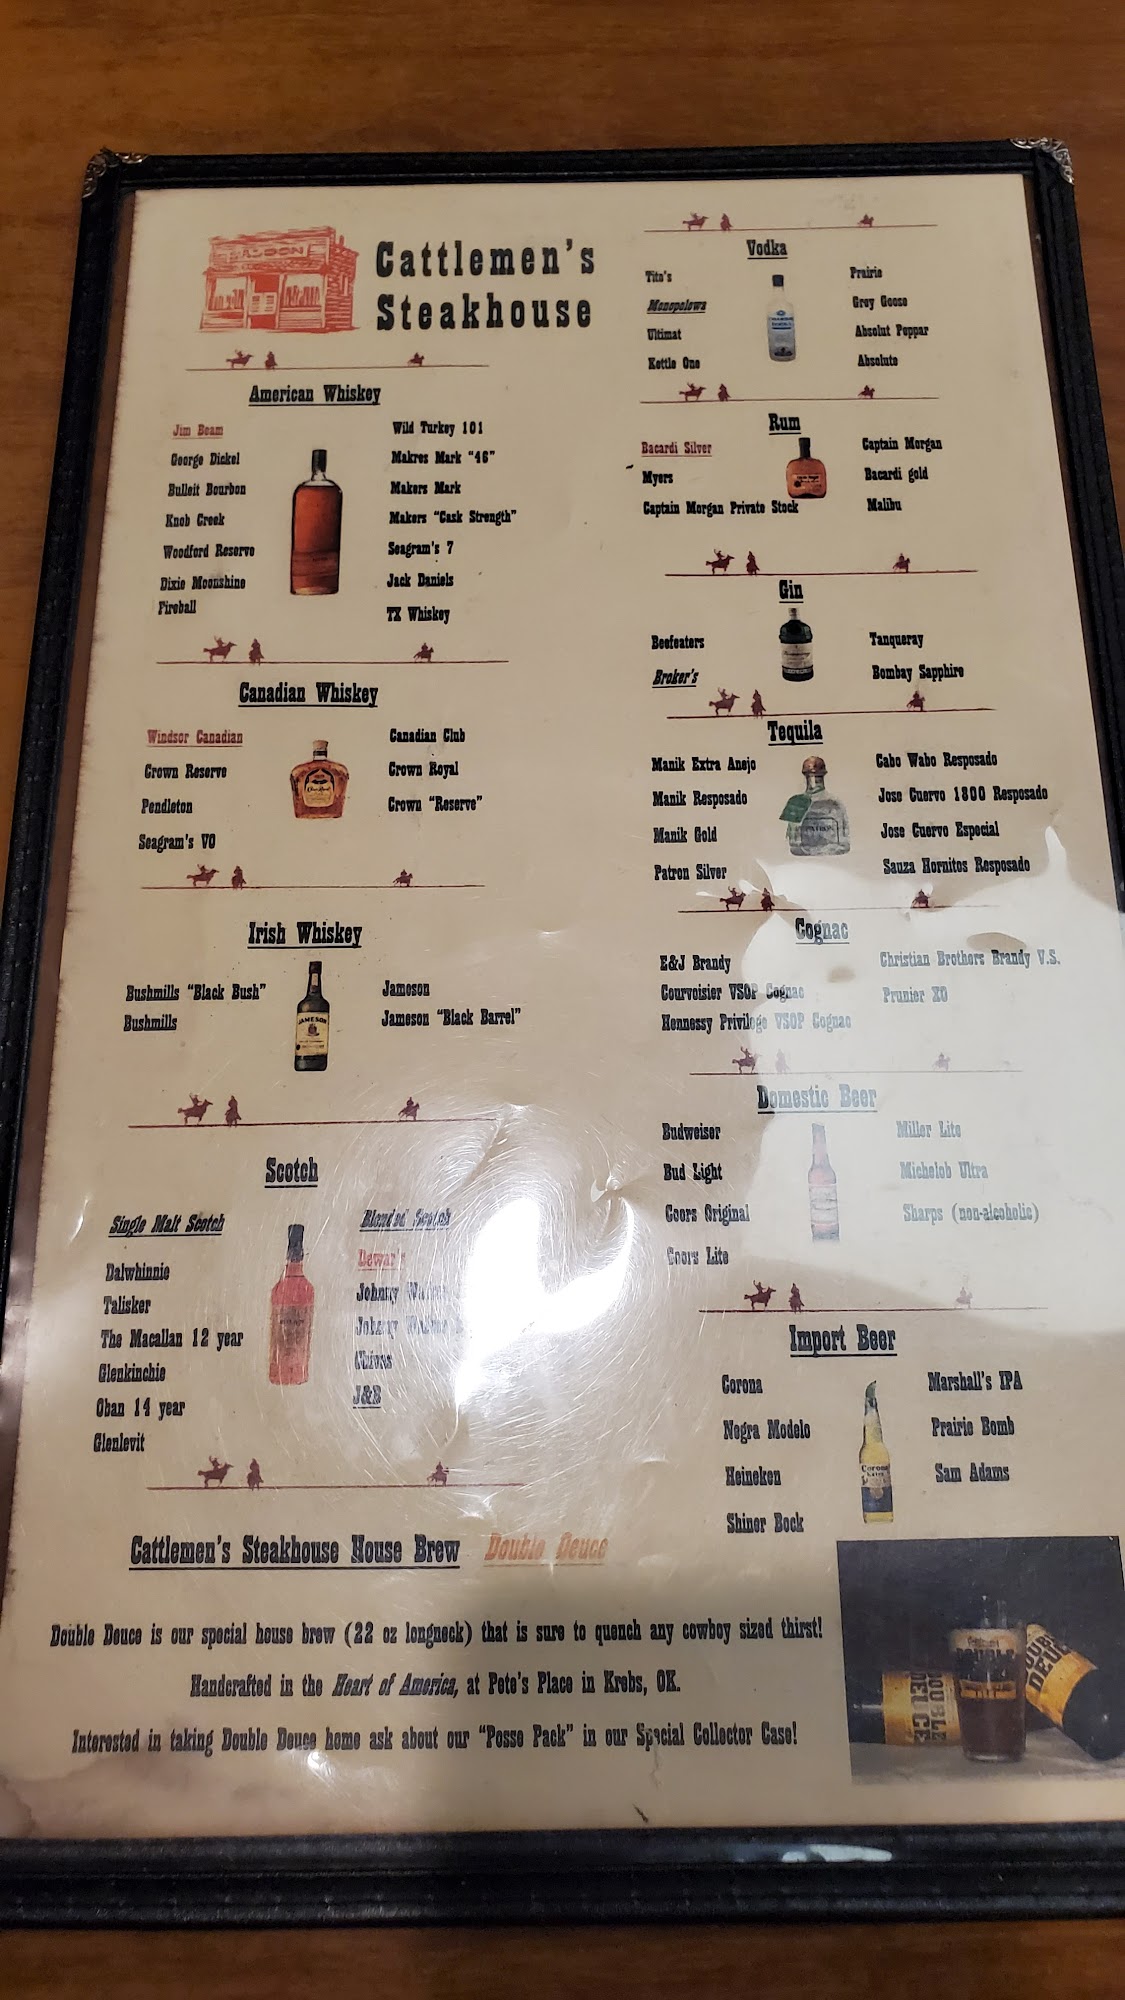 SALOON
Cattlemen's
Steakhouse
American Whiskey
Jim Beam
George Dickel
Bulleit Bourbon
Knob Creek
Woodford Reserve
Dixie Moonshine
Fireball
Wild Turkey 101
Makres Mark "46"
Makers Mark
Makers "Cask Strength"
Seagram's 7
Jack Daniels
TX Whiskey
Canadian Whiskey
Windsor Canadian
Crown Reserve
Pendleton
Seagram's VO
Canadian Club
Crown Royal
Crown "Reserve"
Irish Whiskey
Bushmills "Black Bush"
Bushmills
JAMESON
Jameson
Jameson "Black Barrel"
Scotch
Single Malt Scotch
Dalwhinnie
Talisker
The Macallan 12 year
Glenkinchie
Oban 14 year
Glenlevit
Blended Scotch
Dewar's
Johnny
Johnny
Chivas
J&B
Vodka
Tito's
Monopolowa
Ultimat
Kettle One
Prairie
Grey Goose
Absolut Peppar
Absolute
Rum
Bacardi Silver
Myers
Captain Morgan Private Stock
Captain Morgan
Bacardi gold
Malibu
Gin
Beefeaters
Broker's
Tanqueray
Bombay Sapphire
Tequila
Manik Extra Anejo
Manik Resposado
Manik Gold
Patron Silver
PATRON
Cabo Wabo Resposado
Jose Cuervo 1800 Resposado
Jose Cuervo Especial
Sauza Hornitos Resposado
Cognac
E&J Brandy
Courvoisier VSOP Cognac
Hennessy Privilege VSOP Cognac
Christian Brothers Brandy V.S.
Prunier XO
Domestic Beer
Budweiser
Bud Light
Coors Original
Coors Lite
Miller Lite
Michelob Ultra
Sharps (non-alcoholic)
Import Beer
Corona
Negra Modelo
Heineken
Shiner Bock
Corona
Marshall's IPA
Prairie Bomb
Sam Adams
Cattlemen's Steakhouse House Brew Double Deuce
Double Deuce is our special house brew (22 oz longneck) that is sure to quench any cowboy sized thirst!
Handcrafted in the Heart of America, at Pete's Place in Krebs, OK.
Interested in taking Double Deuce home ask about our "Posse Pack" in our Special Collector Case!
DOUBLE
DEUCE
DOUBLE
DOUBLE
DEUCE